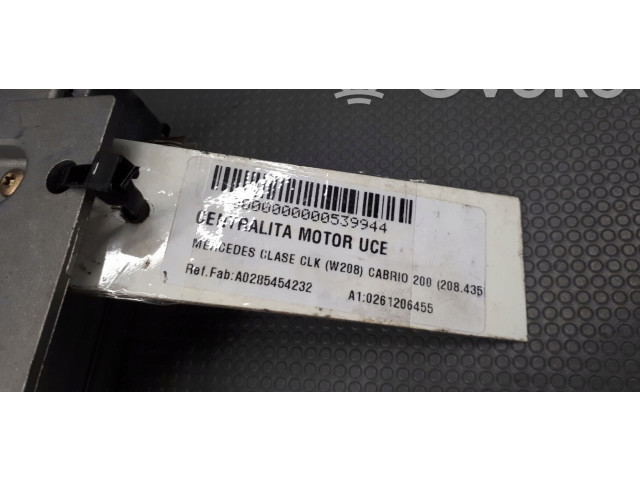 0000000000539944
CENTRALITA MOTOR UCE
MERCEDES CLASE CLK (W208) CABRIO 200 (208.435
Ref.Fab:A0285454232 A1:0261206455